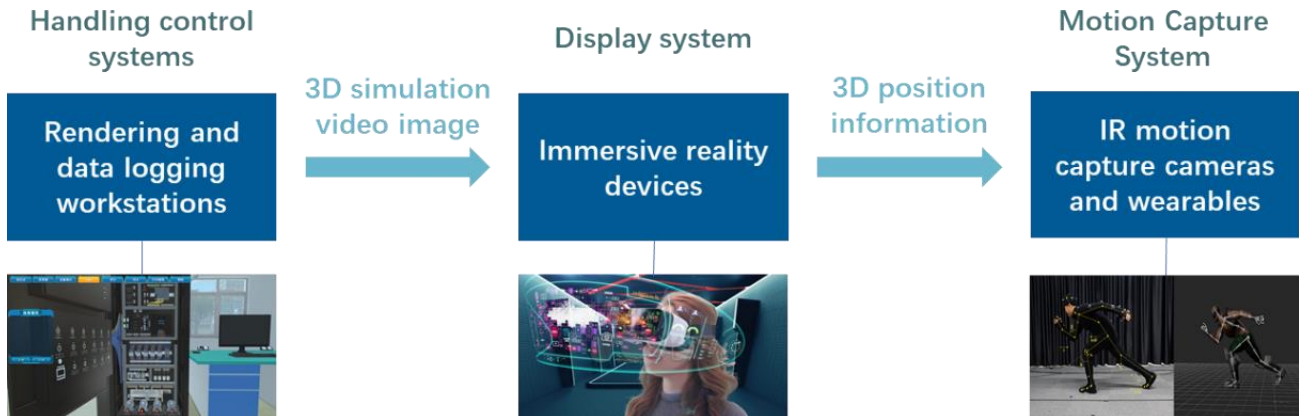 Handling control
systems
Display system
Motion Capture
System
3D simulation
video image
3D position
information
Rendering and
data logging
workstations
Immersive reality
devices
IR motion
capture cameras
and wearables